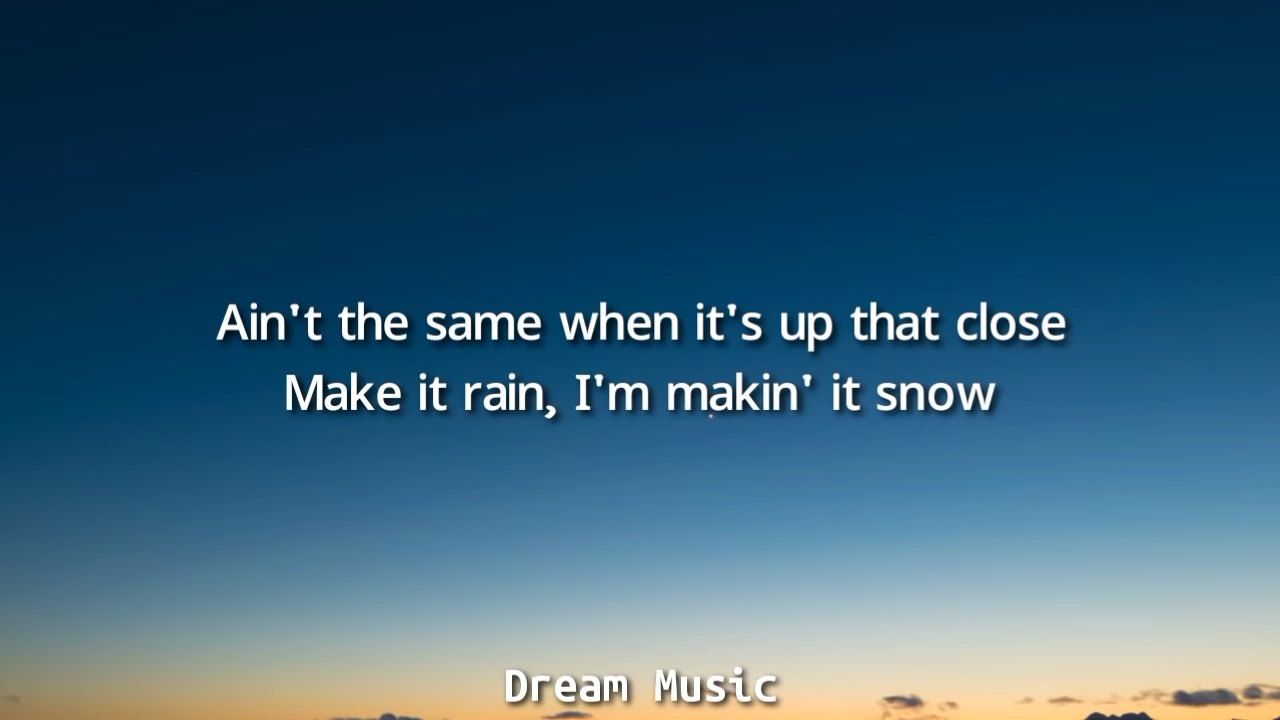 Ain't the same when it's up that close
Make it rain, I'm makin' it snow
Dream Music